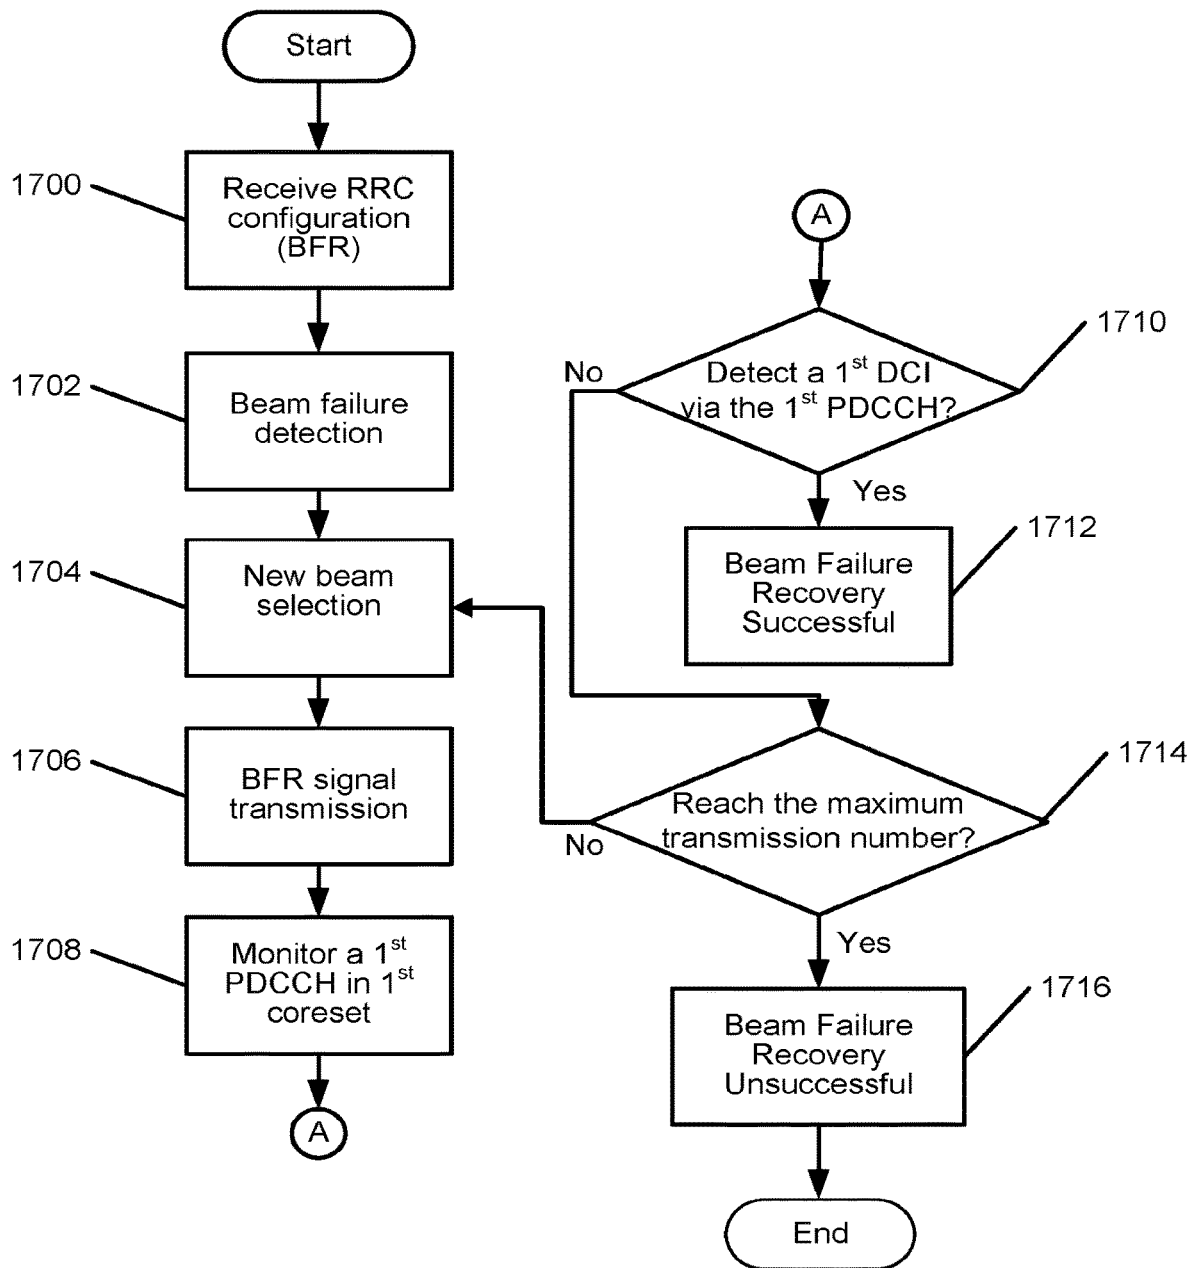 Start
1700
Receive RRC
configuration
(BFR)
1702
Beam failure
detection
1704
New beam
selection
1706
BFR signal
transmission
1708
Monitor a 1st
PDCCH in 1st
coreset
A
A
1710
Detect a 1st DCI
via the 1st PDCCH?
No
Yes
1712
Beam Failure
Recovery
Successful
1714
Reach the maximum
transmission number?
No
Yes
1716
Beam Failure
Recovery
Unsuccessful
End